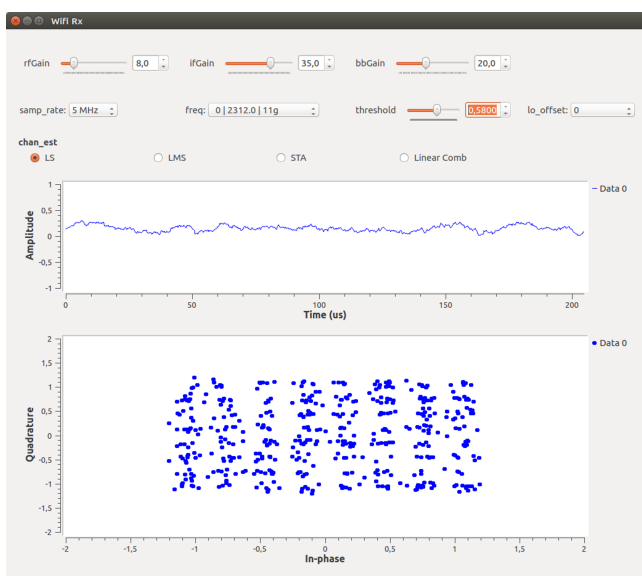 Wifi Rx
rfGain 8,0 ifGain 35,0 bbGain 20,0
samp_rate: 5 MHz freq: 0 | 2312.0 | 11g threshold 0,5800 lo_offset: 0
chan_est
LS LMS STA Linear Comb
1
0,5
0
-0,5
-1
Amplitude
Data 0
0 50 100 150 200
Time (us)
2
1,5
1
0,5
0
-0,5
-1
-1,5
-2
Quadrature
Data 0
-2 -1,5 -1 -0,5 0 0,5 1 1,5 2
In-phase